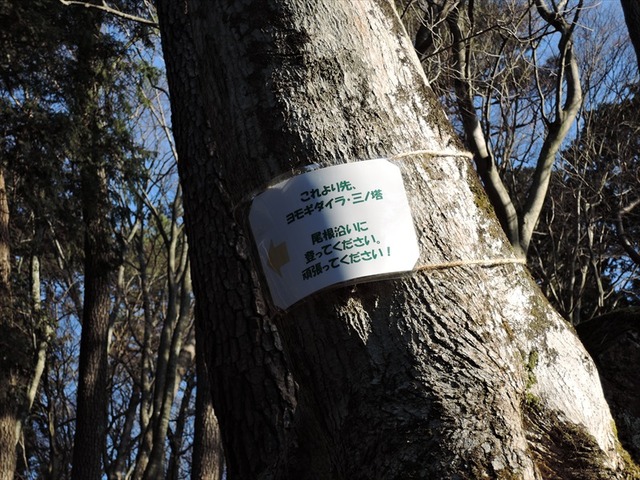 これより先、
ヨモギダイラ・三ノ塔
尾根沿いに
登ってください。
頑張ってください!